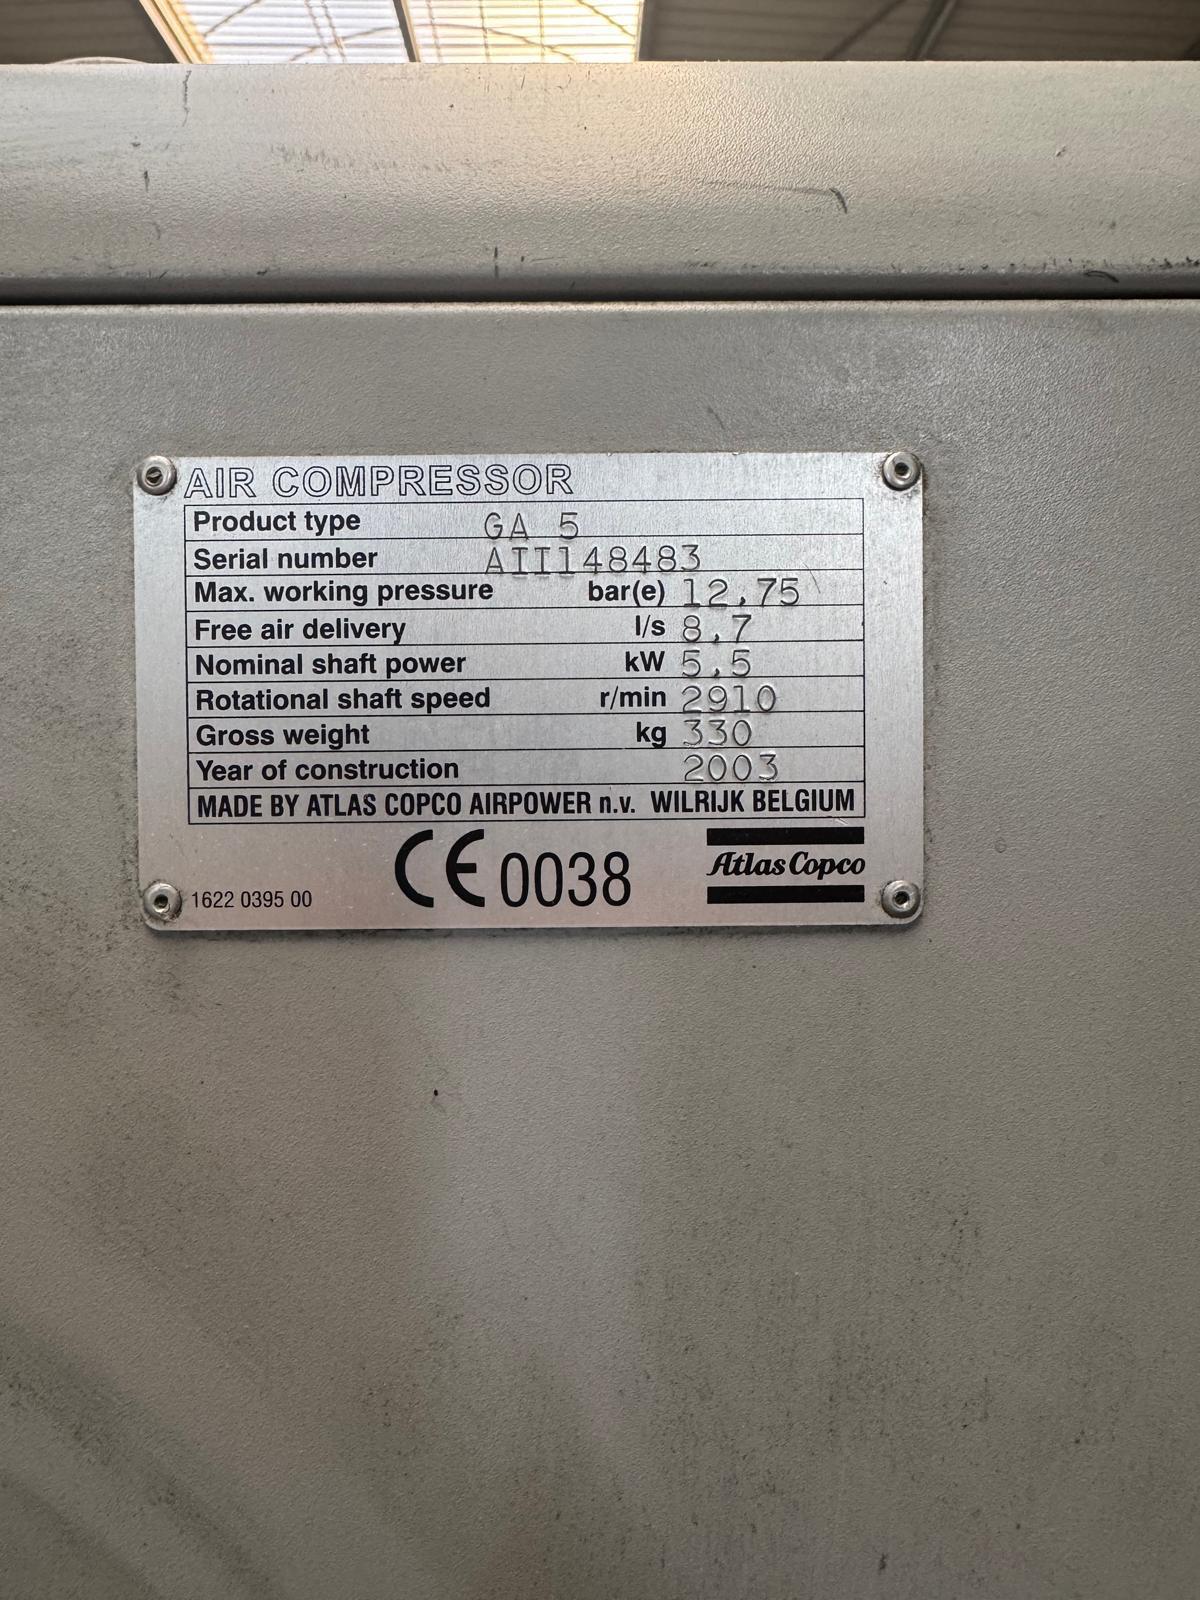 AIR COMPRESSOR
Product type GA 5
Serial number AII148483
Max. working pressure bar(e) 12,75
Free air delivery l/s 8,7
Nominal shaft power kW 5,5
Rotational shaft speed r/min 2910
Gross weight kg 330
Year of construction 2003
MADE BY ATLAS COPCO AIRPOWER n.v. WILRIJK BELGIUM
CE 0038
Atlas Copco
1622 0395 00